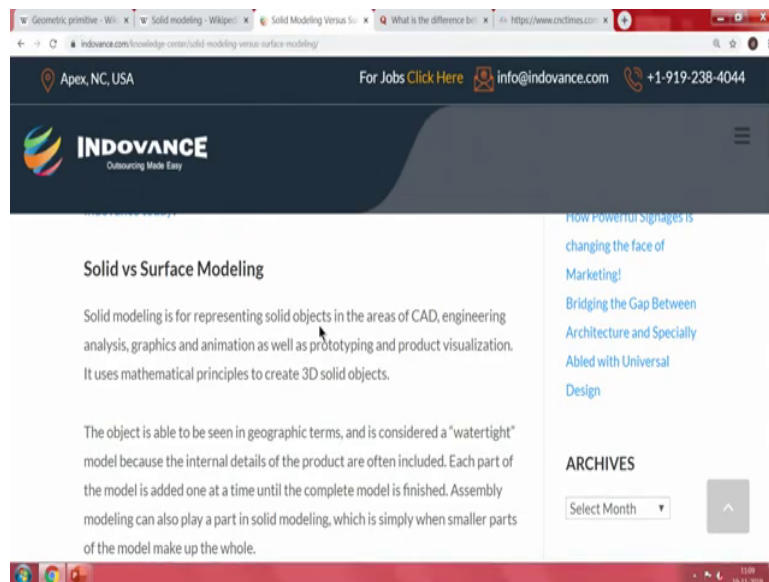 Geometric primitive - Wik
Solid modeling - Wikiped
Solid Modeling Versus Su
What is the difference bet
https://www.cnctimes.com
indovance.com/knowledge-center/solid-modeling-versus-surface-modeling/
Apex, NC, USA
For Jobs Click Here
info@indovance.com
+1-919-238-4044
INDOVANCE
Outsourcing Made Easy
How Powerful Signages is
changing the face of
Marketing!
Bridging the Gap Between
Architecture and Specially
Abled with Universal
Design
Solid vs Surface Modeling
Solid modeling is for representing solid objects in the areas of CAD, engineering
analysis, graphics and animation as well as prototyping and product visualization.
It uses mathematical principles to create 3D solid objects.
The object is able to be seen in geographic terms, and is considered a "watertight"
model because the internal details of the product are often included. Each part of
the model is added one at a time until the complete model is finished. Assembly
modeling can also play a part in solid modeling, which is simply when smaller parts
of the model make up the whole.
ARCHIVES
Select Month
11:09